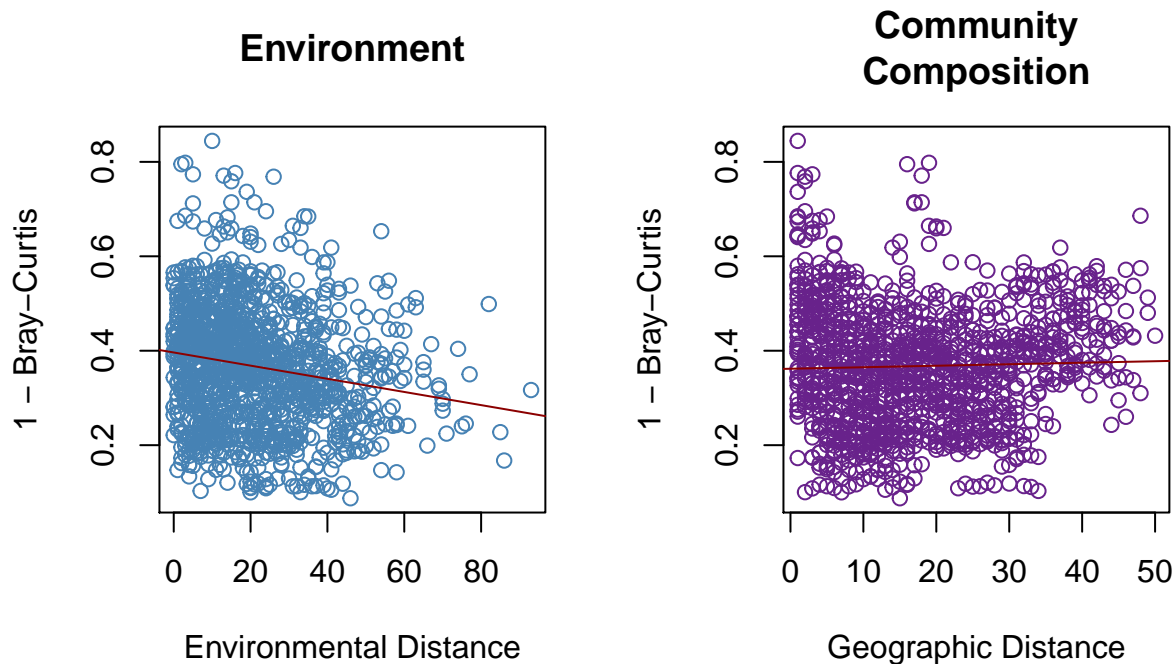 Environment
1 − Bray−Curtis
0.2
0.4
0.6
0.8
0
20
40
60
80
Environmental Distance
Community
Composition
1 − Bray−Curtis
0.2
0.4
0.6
0.8
0
10
20
30
40
50
Geographic Distance